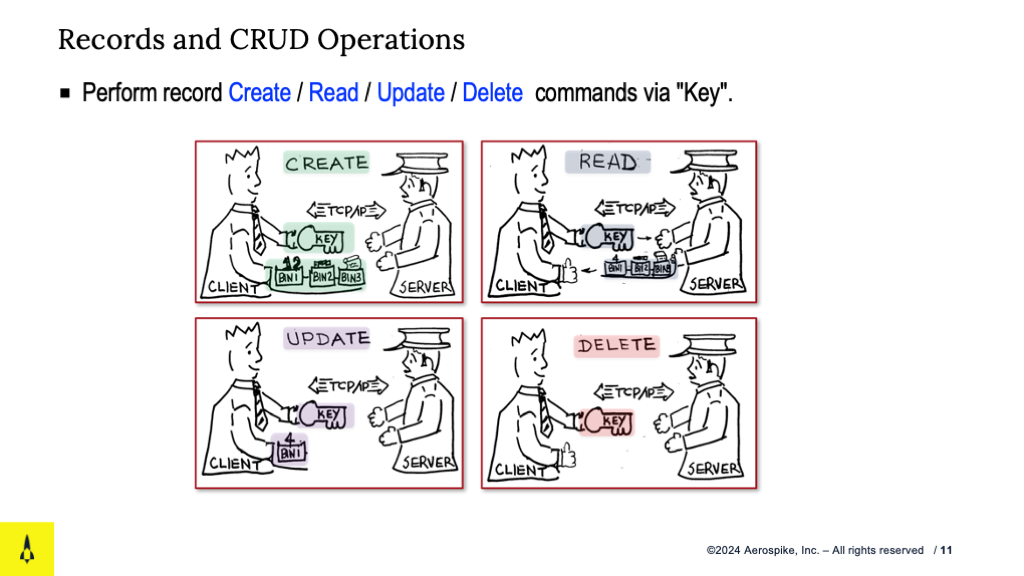 Records and CRUD Operations
▪ Perform record Create / Read / Update / Delete commands via "Key".
CREATE
TCP/IP
KEY
12
BIN1 BIN2 BIN3
CLIENT SERVER
READ
TCP/IP
KEY
4
BIN1 BIN2 BIN3
CLIENT SERVER
UPDATE
TCP/IP
KEY
4
BIN1
CLIENT SERVER
DELETE
TCP/IP
KEY
CLIENT SERVER
©2024 Aerospike, Inc. – All rights reserved / 11